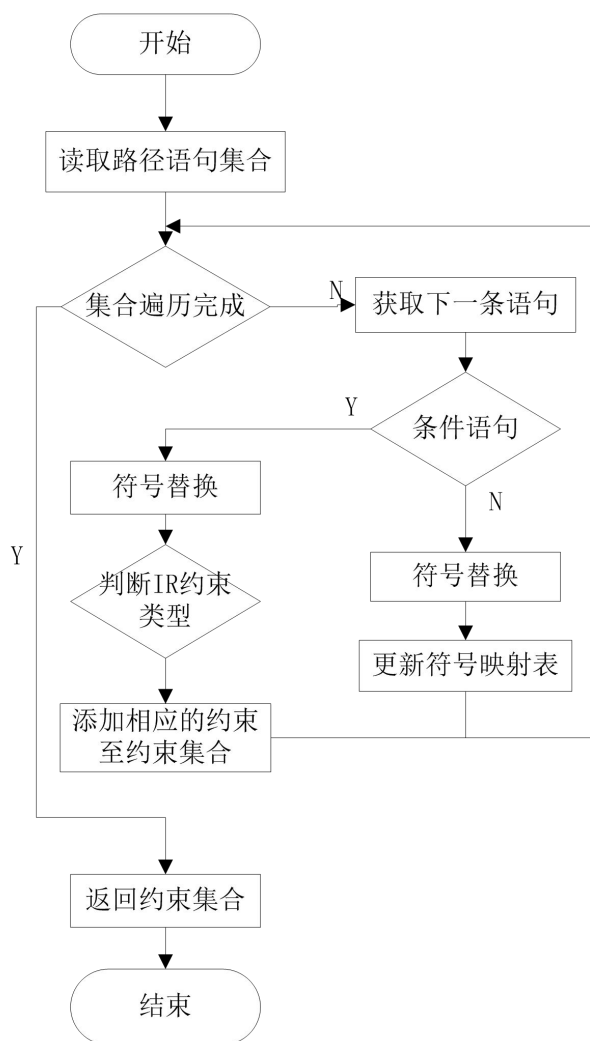 开始
读取路径语句集合
集合遍历完成
N
获取下一条语句
Y
条件语句
符号替换
N
Y
判断IR约束
类型
符号替换
更新符号映射表
添加相应的约束
至约束集合
返回约束集合
结束